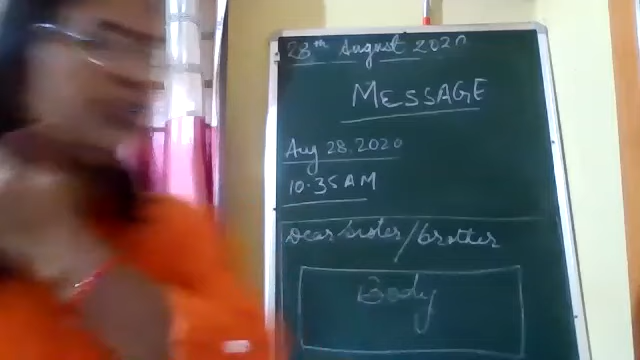 28th August 2020
MESSAGE
Aug 28, 2020
10.35 AM
Dear sister/brother
Body